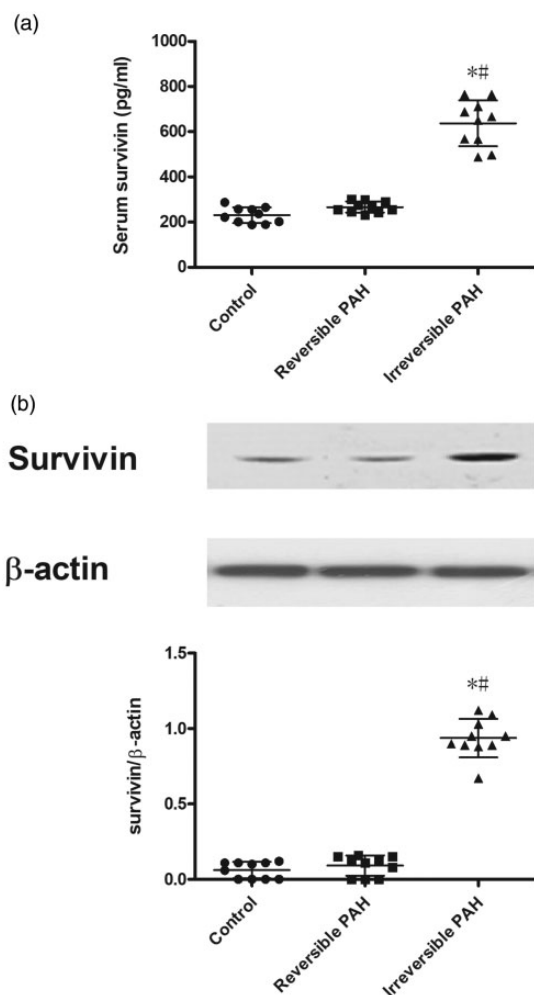 (a)
Serum survivin (pg/ml)
1000
800
600
400
200
0
*#
Control
Reversible PAH
Irreversible PAH
(b)
Survivin
β-actin
survivin/β-actin
1.5
1.0
0.5
0.0
*#
Control
Reversible PAH
Irreversible PAH